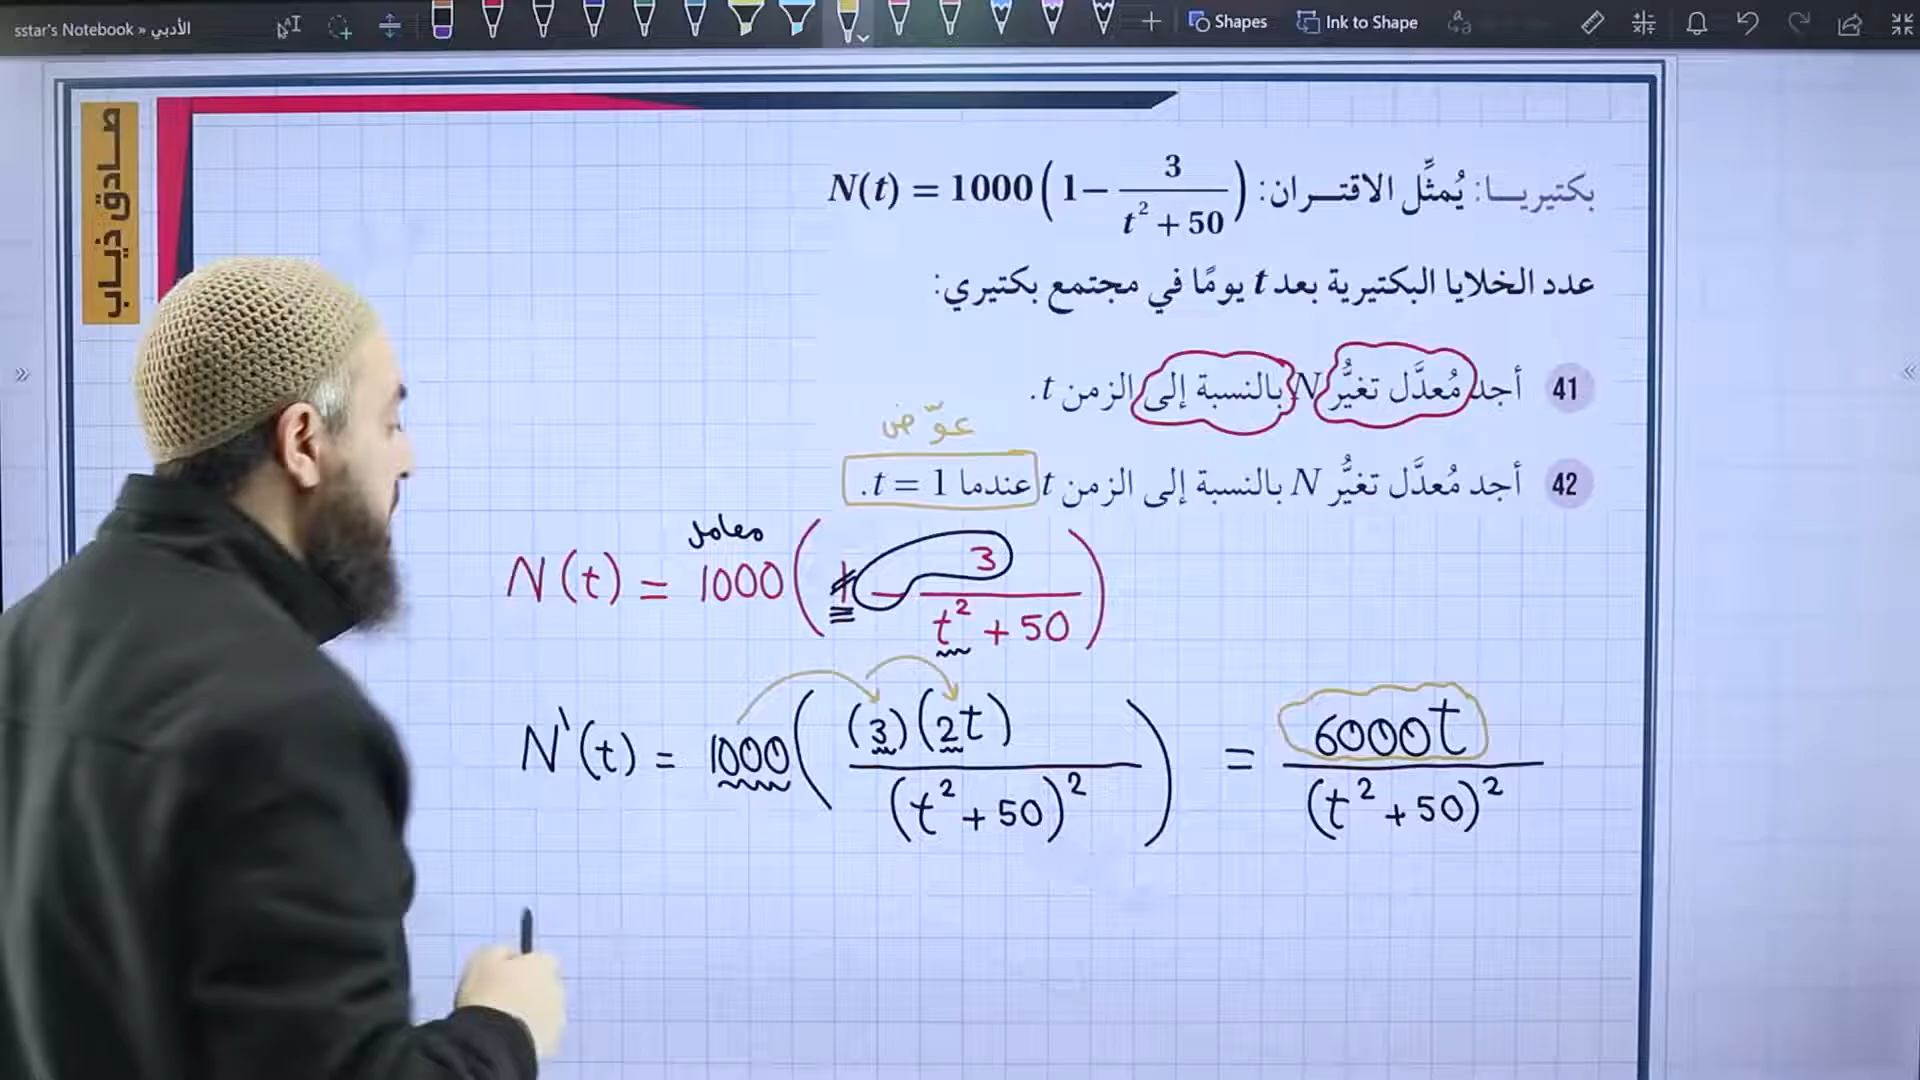 sstar's Notebook » الأدبي
Shapes
Ink to Shape
صادق ذياب
بكتيريا: يُمثِّل الاقتران: N(t) = 1000(1 − 3/(t² + 50))
عدد الخلايا البكتيرية بعد t يومًا في مجتمع بكتيري:
41 أجد مُعدَّل تغيُّر N بالنسبة إلى الزمن t.
عوّض
42 أجد مُعدَّل تغيُّر N بالنسبة إلى الزمن t عندما t = 1.
معامل
N(t) = 1000(1 − 3/(t² + 50))
N'(t) = 1000((3)(2t)/(t² + 50)²) = 6000t/(t² + 50)²